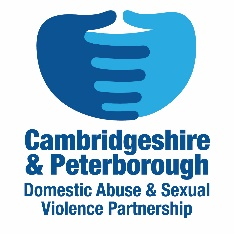 Cambridgeshire
& Peterborough
Domestic Abuse & Sexual
Violence Partnership